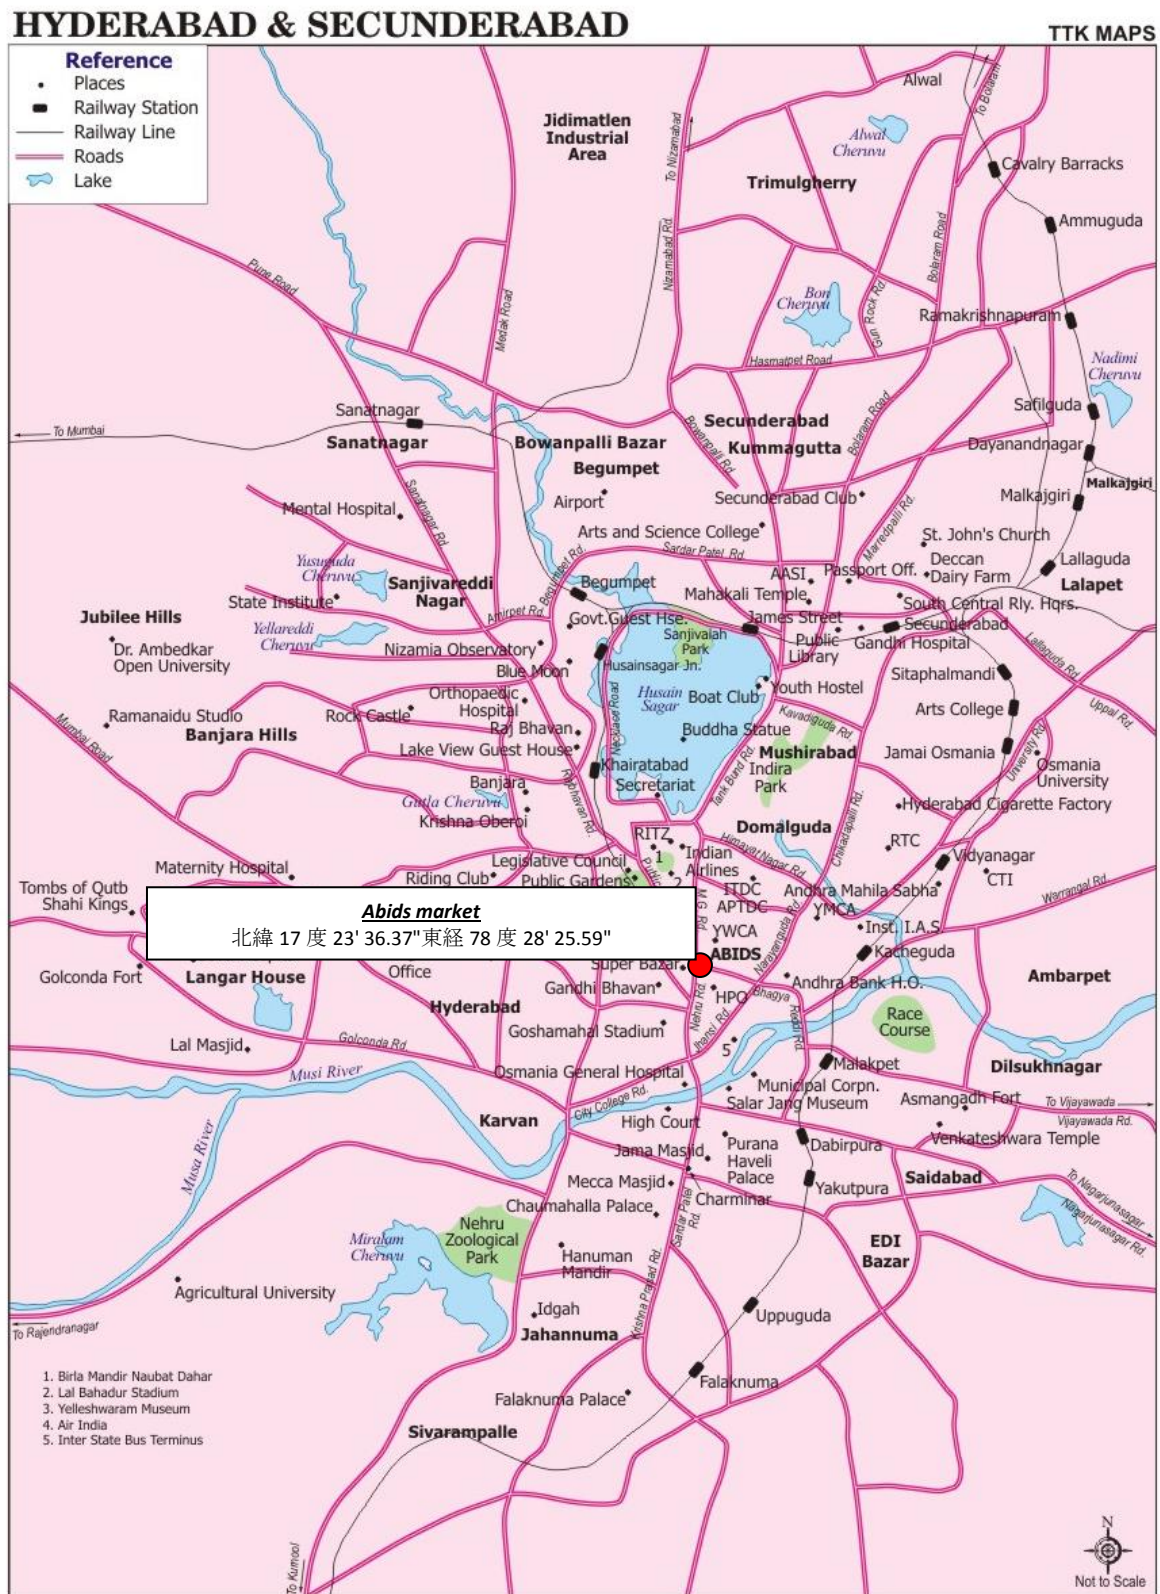 HYDERABAD & SECUNDERABAD
TTK MAPS
Reference
Places
Railway Station
Railway Line
Roads
Lake
Alwal
To Bolaram
Jidimatlen
Industrial
Area
To Nizamabad
Alwal
Cheruvu
Cavalry Barracks
Trimulgherry
Ammuguda
Nizamabad Rd.
Bolaram Road
Pune Road
Medak Road
Bon
Cheruvu
Gun Rock Rd.
Ramakrishnapuram
Hasmatpet Road
Nadimi
Cheruvu
Sanatnagar
Safilguda
To Mumbai
Sanatnagar
Bowanpalli Bazar
Secunderabad
Kummagutta
Bowanpalli Rd.
Bolaram Road
Dayanandnagar
Begumpet
Malkajgiri
Airport
Secunderabad Club
Malkajgiri
Mental Hospital
Sanatnagar Rd.
Arts and Science College
Marredpalli Rd.
St. John's Church
Sardar Patel Rd.
Deccan
Dairy Farm
Lallaguda
Lalapet
Yusuguda
Cheruvu
Sanjivareddi
Nagar
Begumpet Rd.
Begumpet
AASI
Passport Off.
Mahakali Temple
State Institute
South Central Rly. Hqrs.
Jubilee Hills
Amirpet Rd.
Govt.Guest Hse.
James Street
Secunderabad
Yellareddi
Cheruvu
Sanjivaiah
Park
Public
Library
Gandhi Hospital
Lallaguda Rd.
Dr. Ambedkar
Open University
Nizamia Observatory
Husainsagar Jn.
Blue Moon
Sitaphalmandi
Orthopaedic
Hospital
Necklace Road
Husain
Sagar
Boat Club
Youth Hostel
Uppal Rd.
Ramanaidu Studio
Rock Castle
Arts College
Mumbai Road
Banjara Hills
Raj Bhavan
Buddha Statue
Kavadiguda Rd.
Lake View Guest House
Mushirabad
Jamai Osmania
University Rd.
Khairatabad
Secretariat
Tank Bund Rd.
Indira
Park
Osmania
University
Banjara
Gutla Cheruvu
Rajbhavan Rd.
Krishna Oberoi
Hyderabad Cigarette Factory
Domalguda
Chikadapalli Rd.
RITZ
1
Himayat Nagar Rd.
RTC
Indian
Airlines
Vidyanagar
Maternity Hospital
Legislative Council
Riding Club
Public Gardens
Public
2
CTI
Tombs of Qutb
Shahi Kings
ITDC
APTDC
Andhra Mahila Sabha
Warrangal Rd.
Abids market
北緯 17 度 23' 36.37"東経 78 度 28' 25.59"
M.G. Rd
YWCA
YMCA
Inst. I.A.S.
Narayanguda Rd.
ABIDS
Kacheguda
Super Bazar
Golconda Fort
Langar House
Office
Gandhi Bhavan
Andhra Bank H.O.
Ambarpet
Hyderabad
HPO
Bhagya
Reddi Rd.
Nehru Rd.
Jhansi Rd.
Goshamahal Stadium
Race
Course
Lal Masjid
Golconda Rd
5
Malakpet
Dilsukhnagar
Musi River
Osmania General Hospital
Municipal Corpn.
Salar Jang Museum
Asmangadh Fort
To Vijayawada
City College Rd.
Karvan
High Court
Vijayawada Rd.
Musa River
Jama Masjid
Purana
Haveli
Palace
Dabirpura
Venkateshwara Temple
Mecca Masjid
Charminar
Yakutpura
Saidabad
To Nagarjunasagar
Nagarjunasagar Rd.
Chaumahalla Palace
Sardar Patel
Rd.
Miralam
Cheruvu
Nehru
Zoological
Park
Hanuman
Mandir
EDI
Bazar
Krishna Prasad Rd.
Agricultural University
Idgah
Uppuguda
To Rajendranagar
Jahannuma
1. Birla Mandir Naubat Dahar
2. Lal Bahadur Stadium
3. Yelleshwaram Museum
4. Air India
5. Inter State Bus Terminus
Falaknuma
Falaknuma Palace
Sivarampalle
To Kurnool
N
Not to Scale